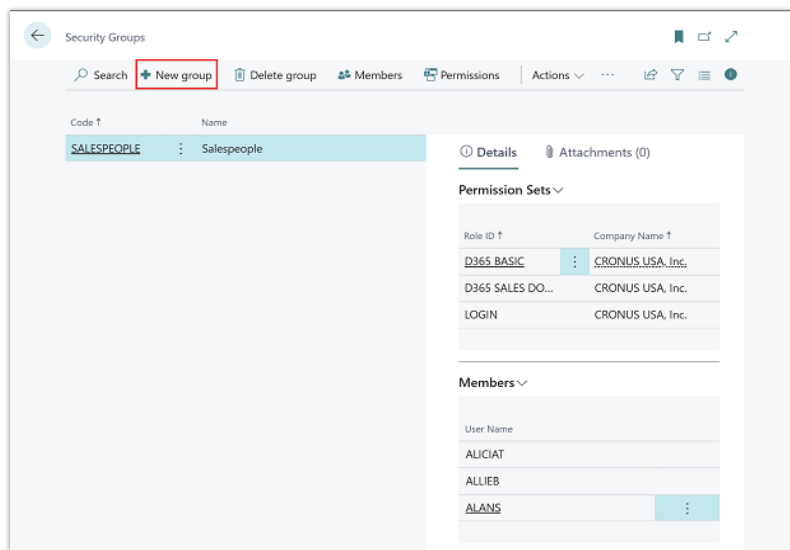 Security Groups
Search New group Delete group Members Permissions Actions
Code ↑ Name
SALESPEOPLE Salespeople
Details Attachments (0)
Permission Sets
Role ID ↑ Company Name ↑
D365 BASIC CRONUS USA, Inc.
D365 SALES DO... CRONUS USA, Inc.
LOGIN CRONUS USA, Inc.
Members
User Name
ALICIAT
ALLIEB
ALANS